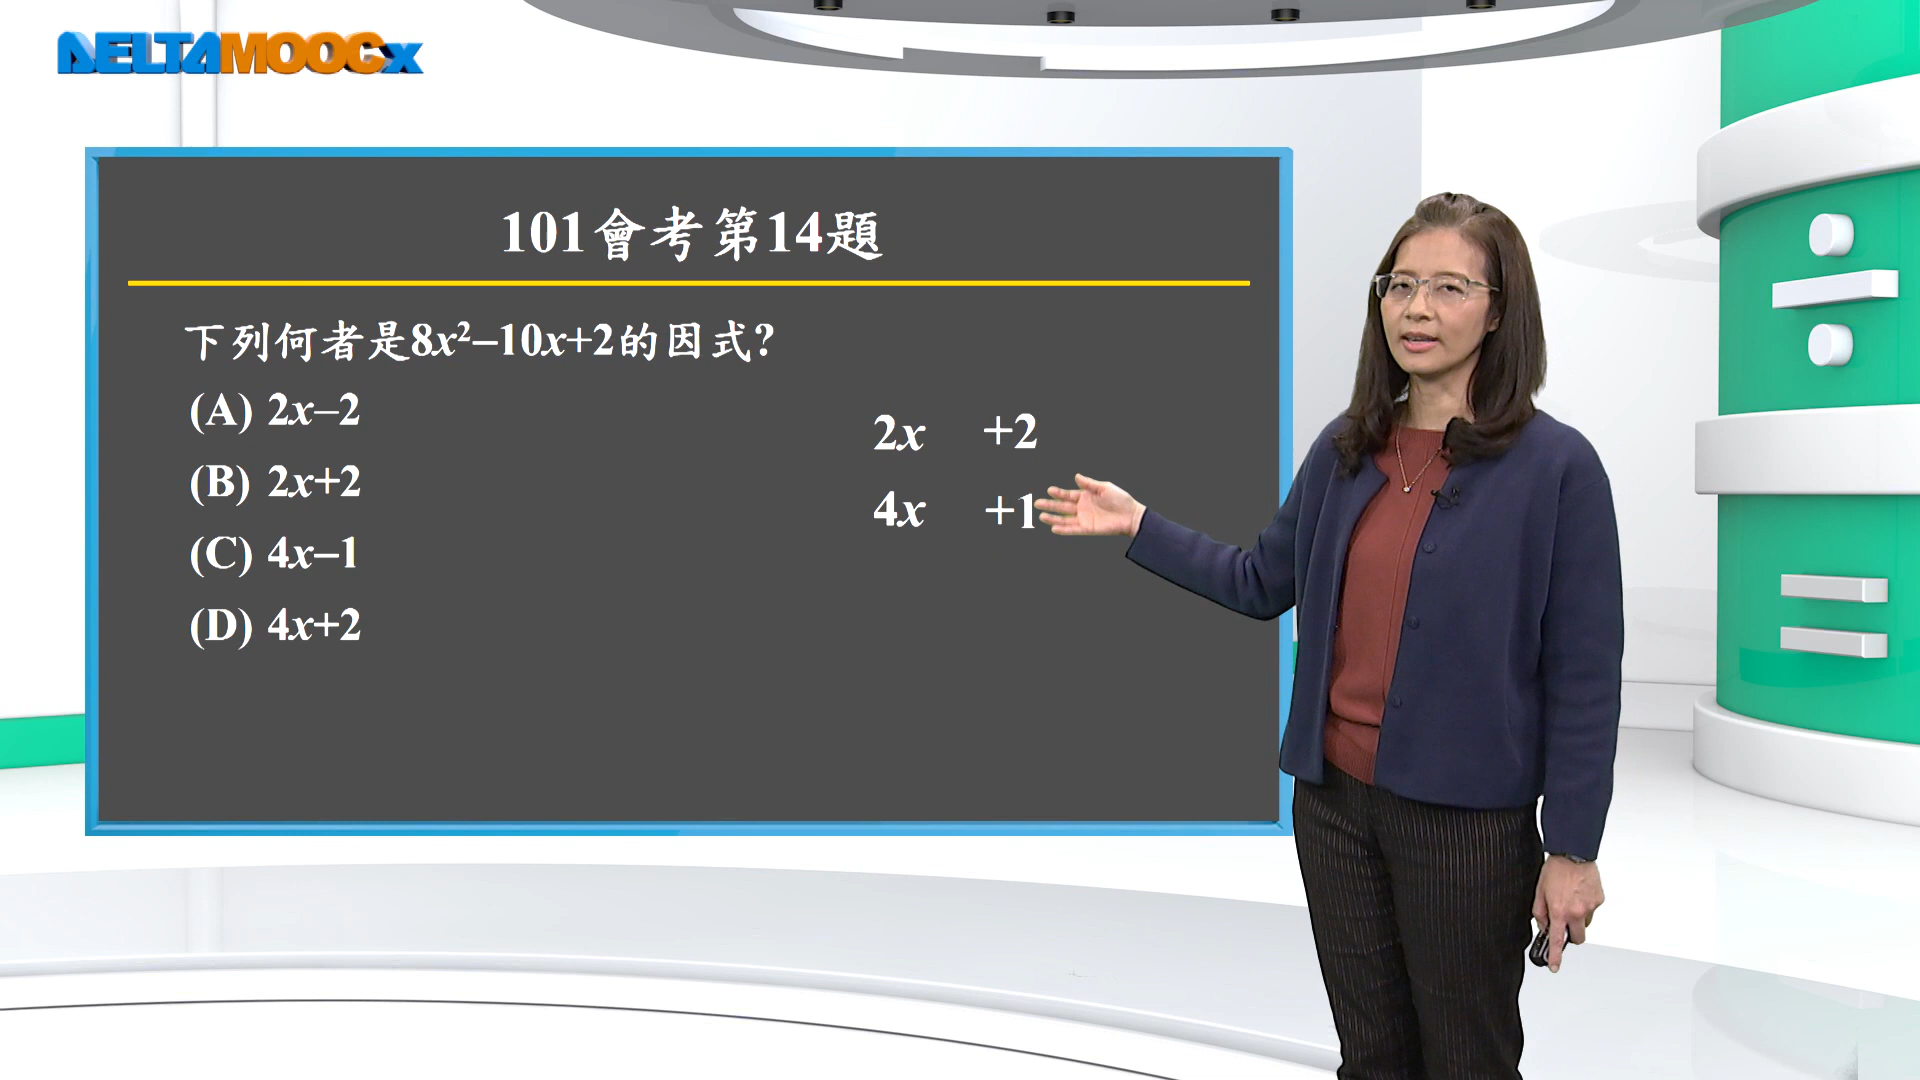 DELTAMOOCx
101會考第14題
下列何者是8x²–10x+2的因式?
(A) 2x–2
(B) 2x+2
(C) 4x–1
(D) 4x+2
2x +2
4x +1